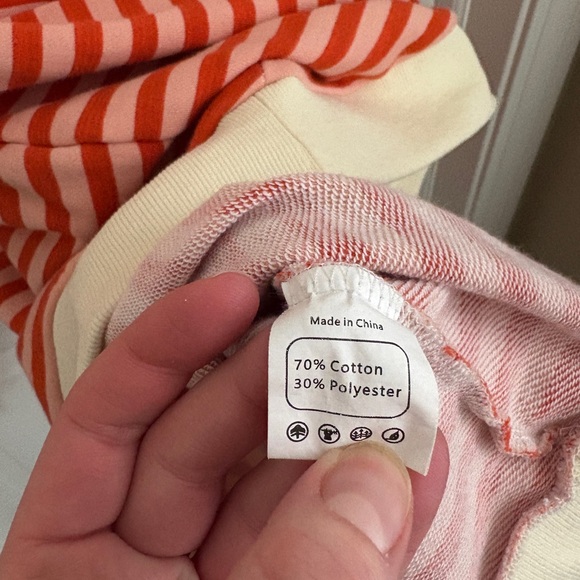 Made in China
70% Cotton
30% Polyester